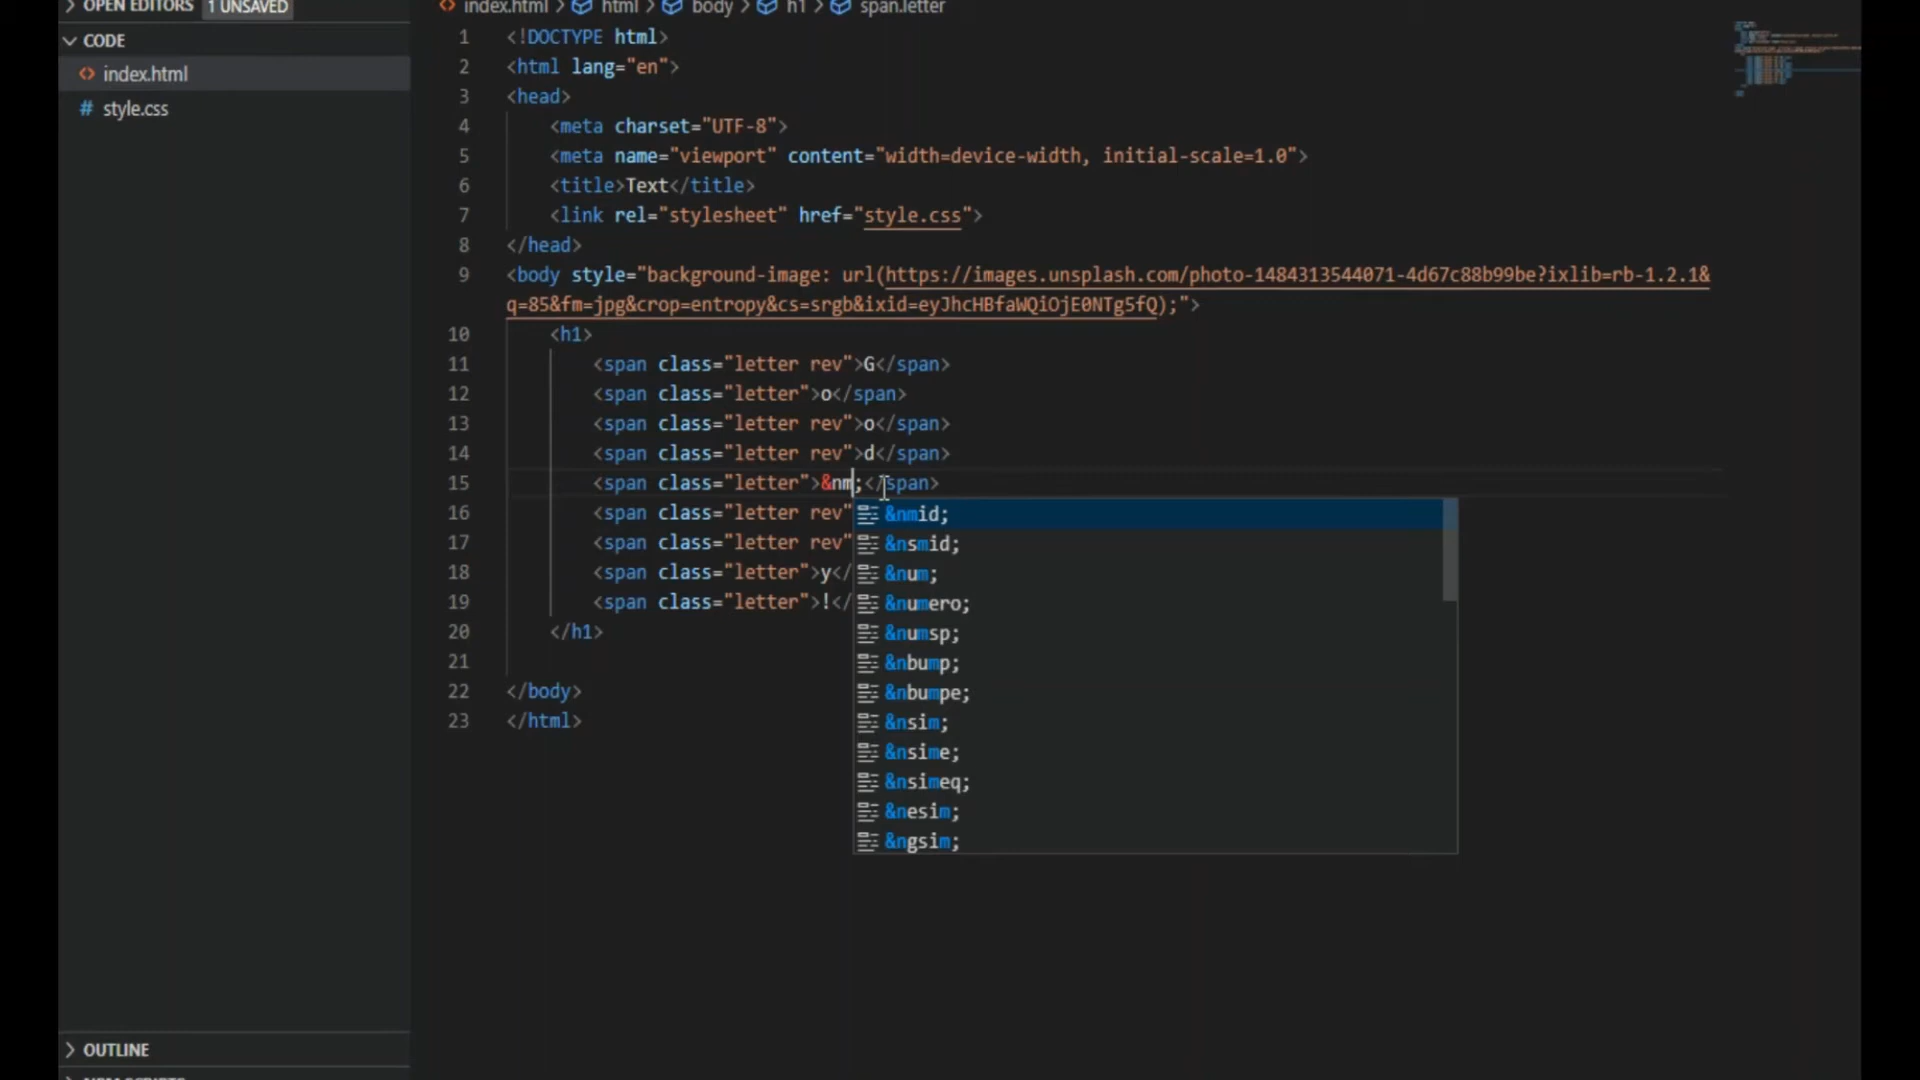 OPEN EDITORS 1 UNSAVED
CODE
index.html
style.css
OUTLINE
index.html > html > body > h1 > span.letter
1 <!DOCTYPE html>
2 <html lang="en">
3 <head>
4 <meta charset="UTF-8">
5 <meta name="viewport" content="width=device-width, initial-scale=1.0">
6 <title>Text</title>
7 <link rel="stylesheet" href="style.css">
8 </head>
9 <body style="background-image: url(https://images.unsplash.com/photo-1484313544071-4d67c88b99be?ixlib=rb-1.2.1&
q=85&fm=jpg&crop=entropy&cs=srgb&ixid=eyJhcHBfaWQiOjE0NTg5fQ);">
10 <h1>
11 <span class="letter rev">G</span>
12 <span class="letter">o</span>
13 <span class="letter rev">o</span>
14 <span class="letter rev">d</span>
15 <span class="letter">&nm;</span>
16 <span class="letter rev"
17 <span class="letter rev"
18 <span class="letter">y</
19 <span class="letter">!</
20 </h1>
21
22 </body>
23 </html>
&nmid;
&nsmid;
&num;
&numero;
&numsp;
&nbump;
&nbumpe;
&nsim;
&nsime;
&nsimeq;
&nesim;
&ngsim;